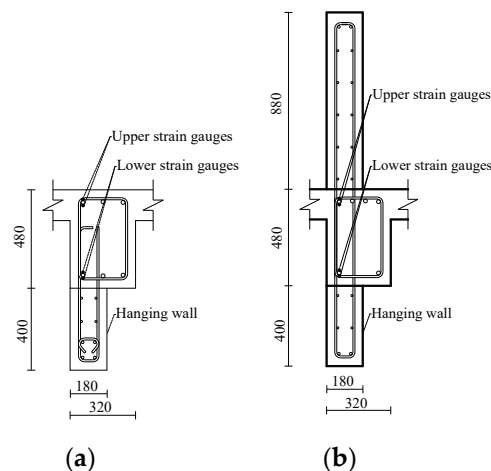 Upper strain gauges
Lower strain gauges
480
400
Hanging wall
180
320
(a)
880
Upper strain gauges
Lower strain gauges
480
400
Hanging wall
180
320
(b)